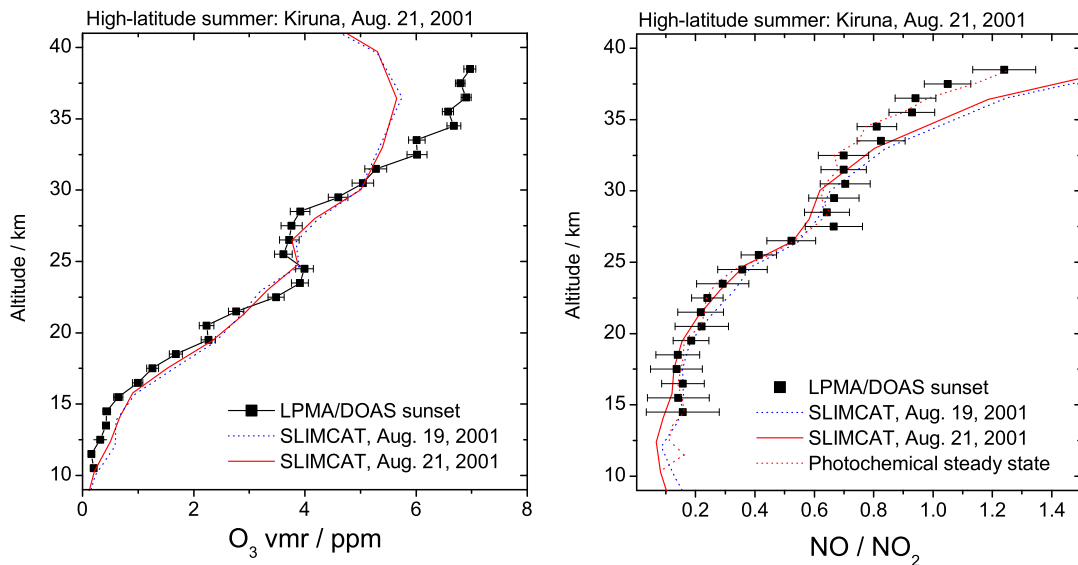 High-latitude summer: Kiruna, Aug. 21, 2001
40
35
30
25
20
15
10
Altitude / km
LPMA/DOAS sunset
SLIMCAT, Aug. 19, 2001
SLIMCAT, Aug. 21, 2001
0 2 4 6 8
O3 vmr / ppm
High-latitude summer: Kiruna, Aug. 21, 2001
40
35
30
25
20
15
10
Altitude / km
LPMA/DOAS sunset
SLIMCAT, Aug. 19, 2001
SLIMCAT, Aug. 21, 2001
Photochemical steady state
0.2 0.4 0.6 0.8 1.0 1.2 1.4
NO / NO2